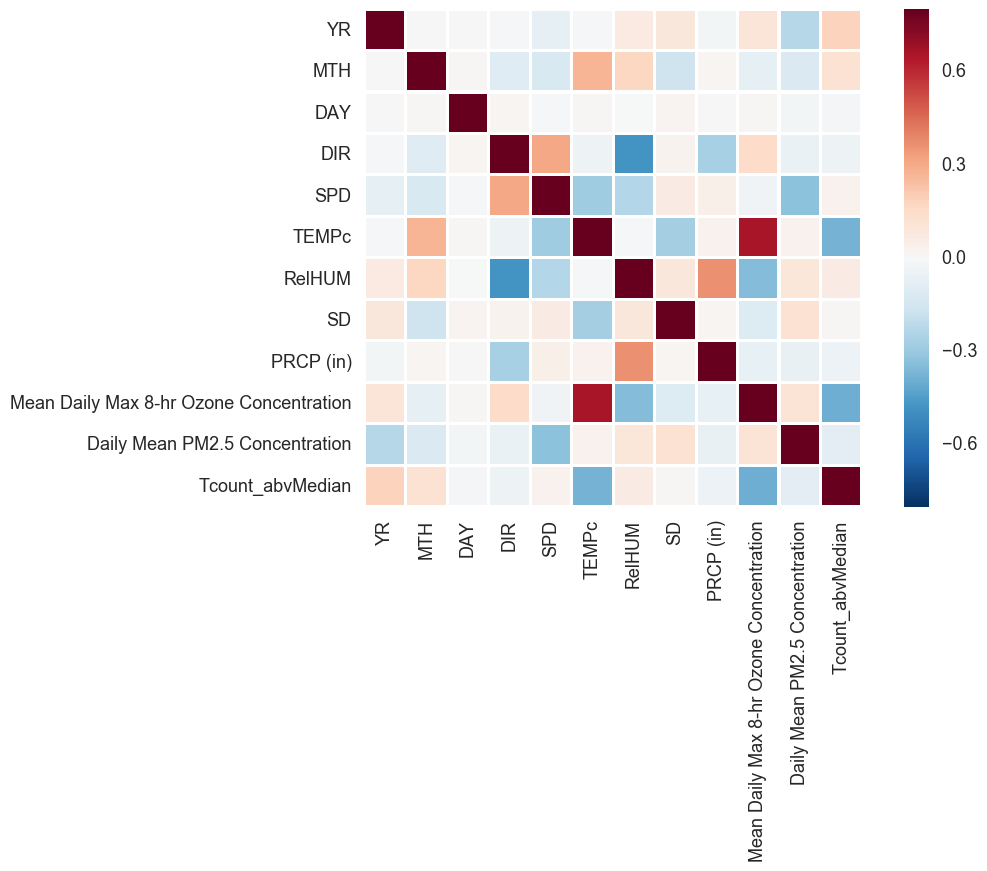 YR
MTH
DAY
DIR
SPD
TEMPc
RelHUM
SD
PRCP (in)
Mean Daily Max 8-hr Ozone Concentration
Daily Mean PM2.5 Concentration
Tcount_abvMedian
YR
MTH
DAY
DIR
SPD
TEMPc
RelHUM
SD
PRCP (in)
Mean Daily Max 8-hr Ozone Concentration
Daily Mean PM2.5 Concentration
Tcount_abvMedian
0.6
0.3
0.0
−0.3
−0.6